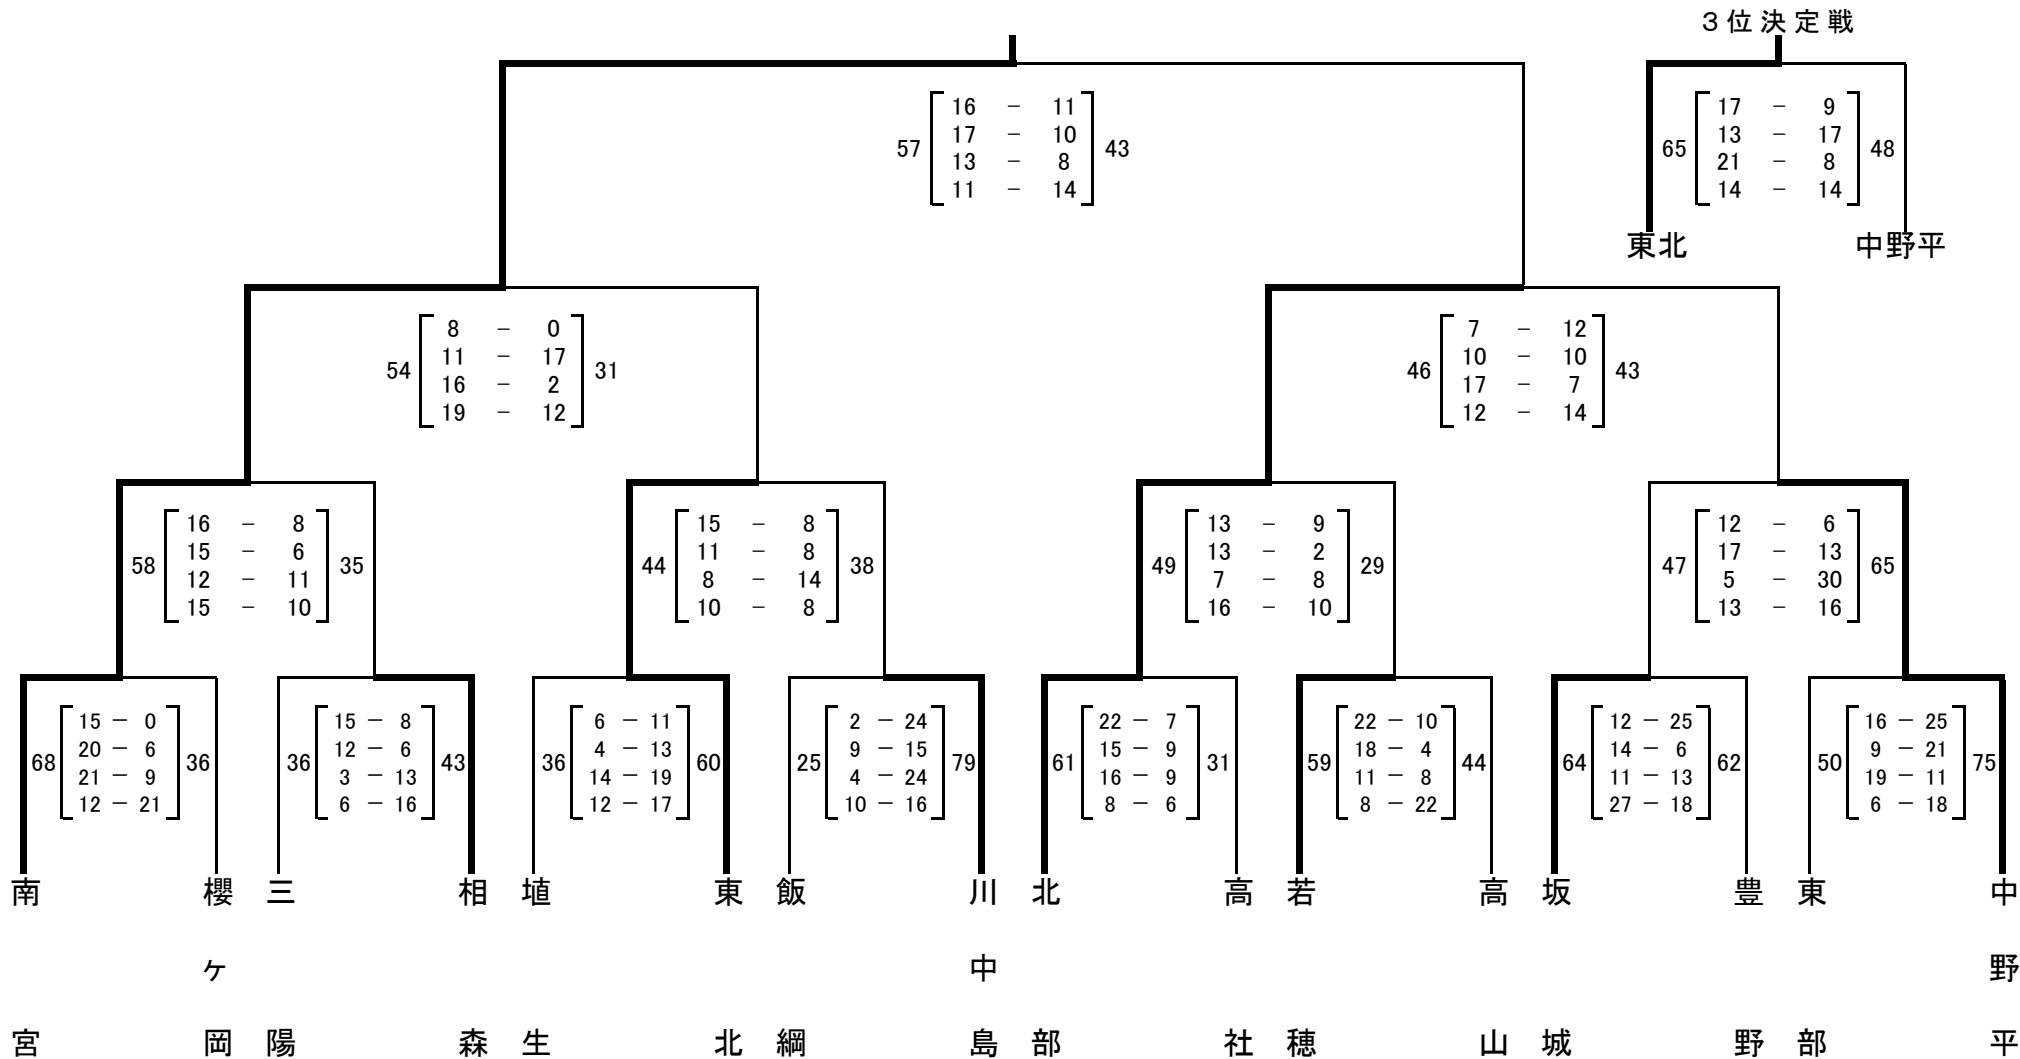 ３位決定戦
57 16 － 11 43
17 － 10
13 － 8
11 － 14
65 17 － 9 48
13 － 17
21 － 8
14 － 14
東北 中野平
54 8 － 0 31
11 － 17
16 － 2
19 － 12
46 7 － 12 43
10 － 10
17 － 7
12 － 14
58 16 － 8 35
15 － 6
12 － 11
15 － 10
44 15 － 8 38
11 － 8
8 － 14
10 － 8
49 13 － 9 29
13 － 2
7 － 8
16 － 10
47 12 － 6 65
17 － 13
5 － 30
13 － 16
68 15 － 0 36
20 － 6
21 － 9
12 － 21
36 15 － 8 43
12 － 6
3 － 13
6 － 16
36 6 － 11 60
4 － 13
14 － 19
12 － 17
25 2 － 24 79
9 － 15
4 － 24
10 － 16
61 22 － 7 31
15 － 9
16 － 9
8 － 6
59 22 － 10 44
18 － 4
11 － 8
8 － 22
64 12 － 25 62
14 － 6
11 － 13
27 － 18
50 16 － 25 75
9 － 21
19 － 11
6 － 18
南宮
櫻ヶ岡
三陽
相森
埴生
東北
飯綱
川中島
北部
高社
若穂
高山
坂城
豊野
東部
中野平